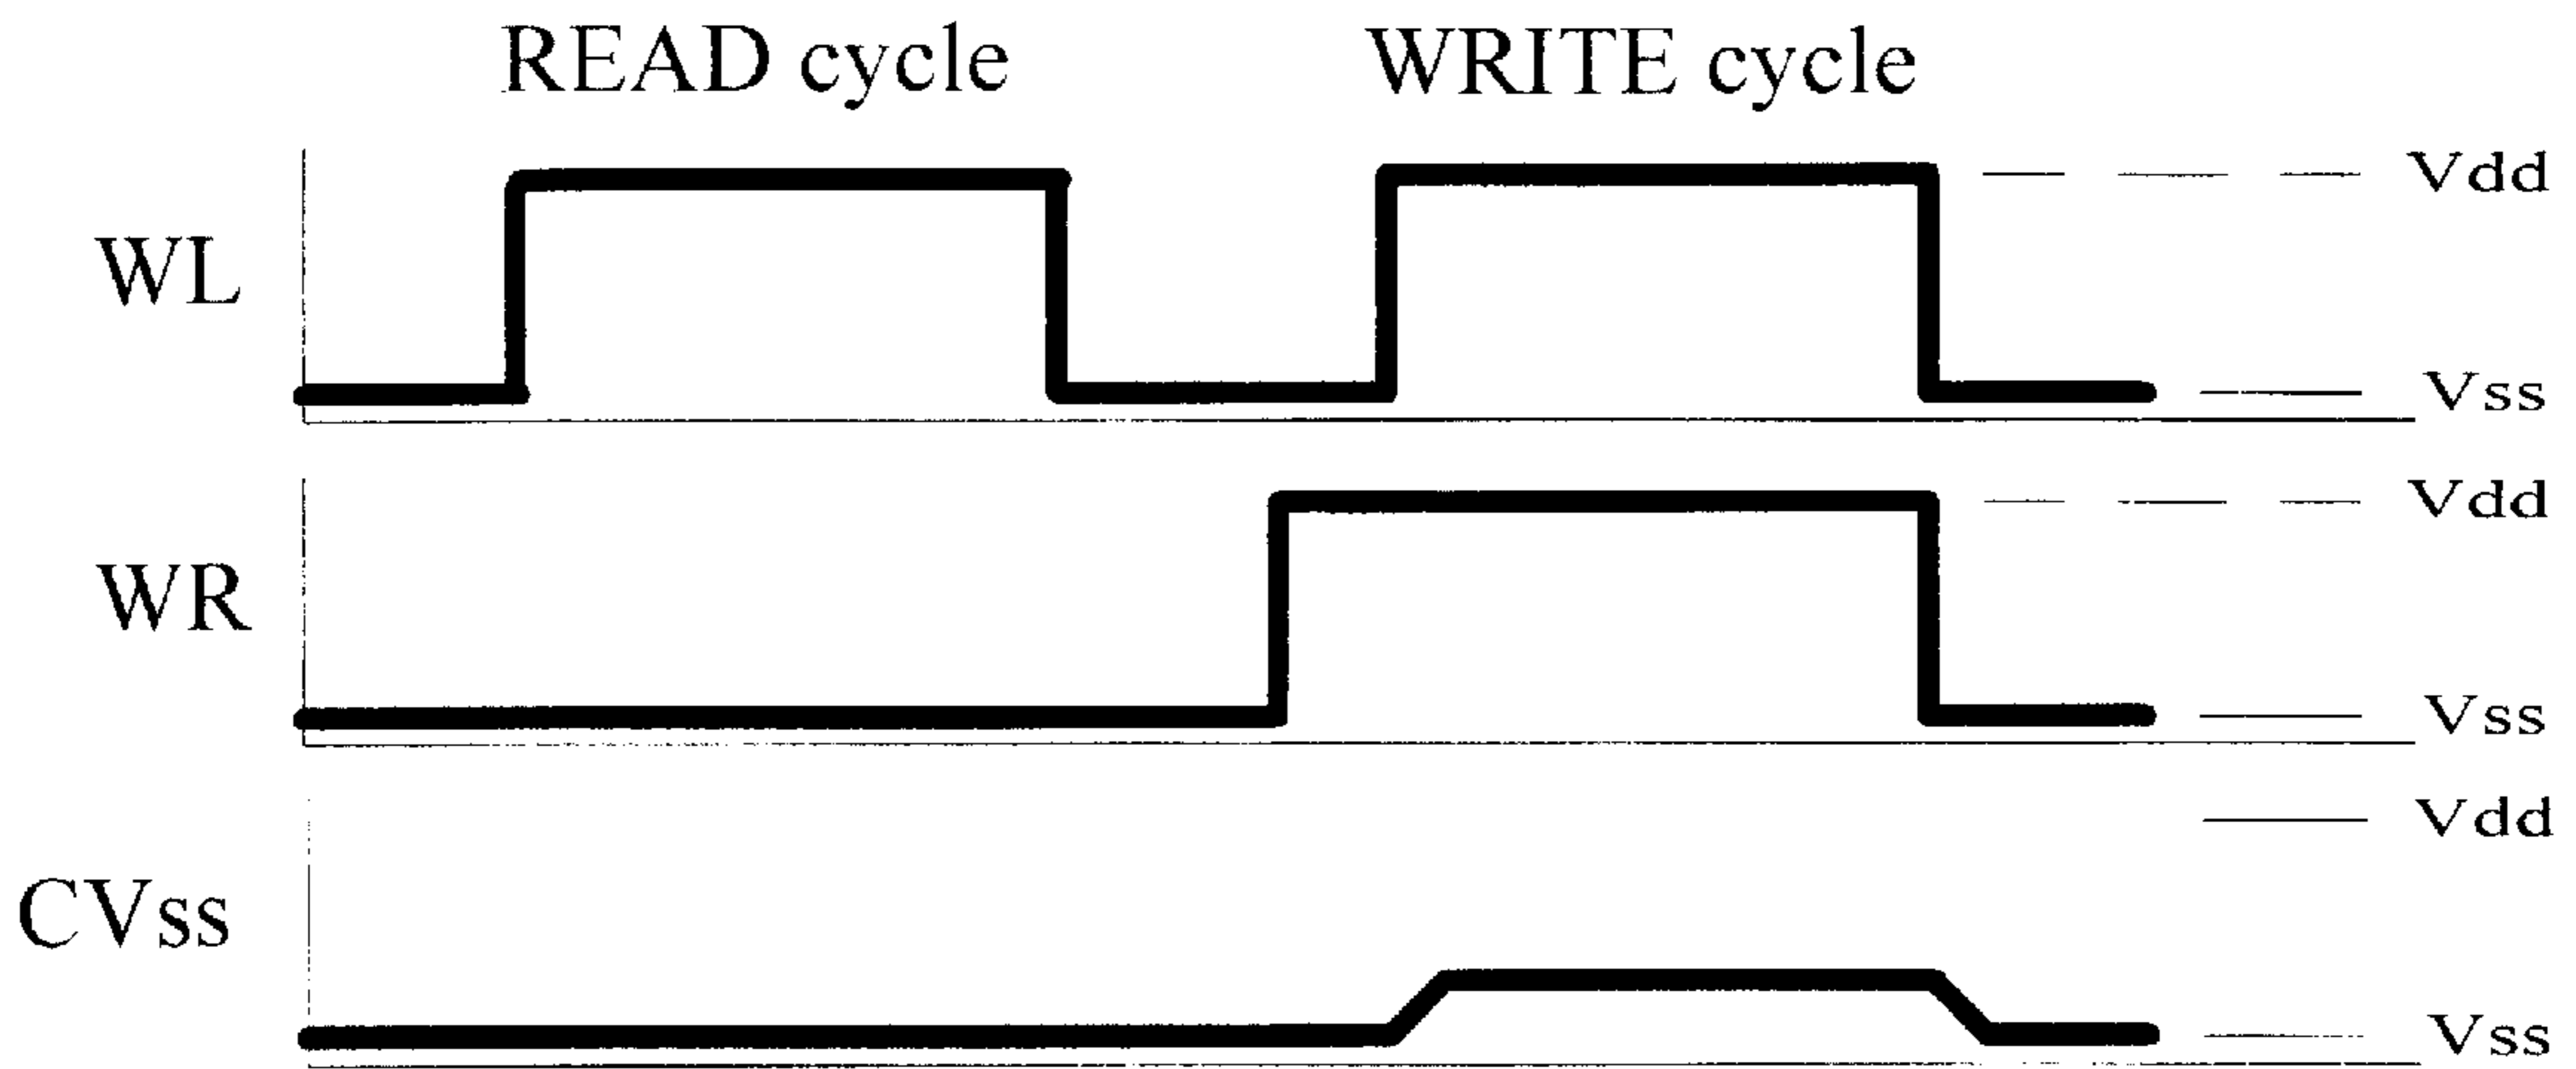 READ cycle WRITE cycle
Vdd
WL
Vss
Vdd
WR
Vss
Vdd
CVss
Vss